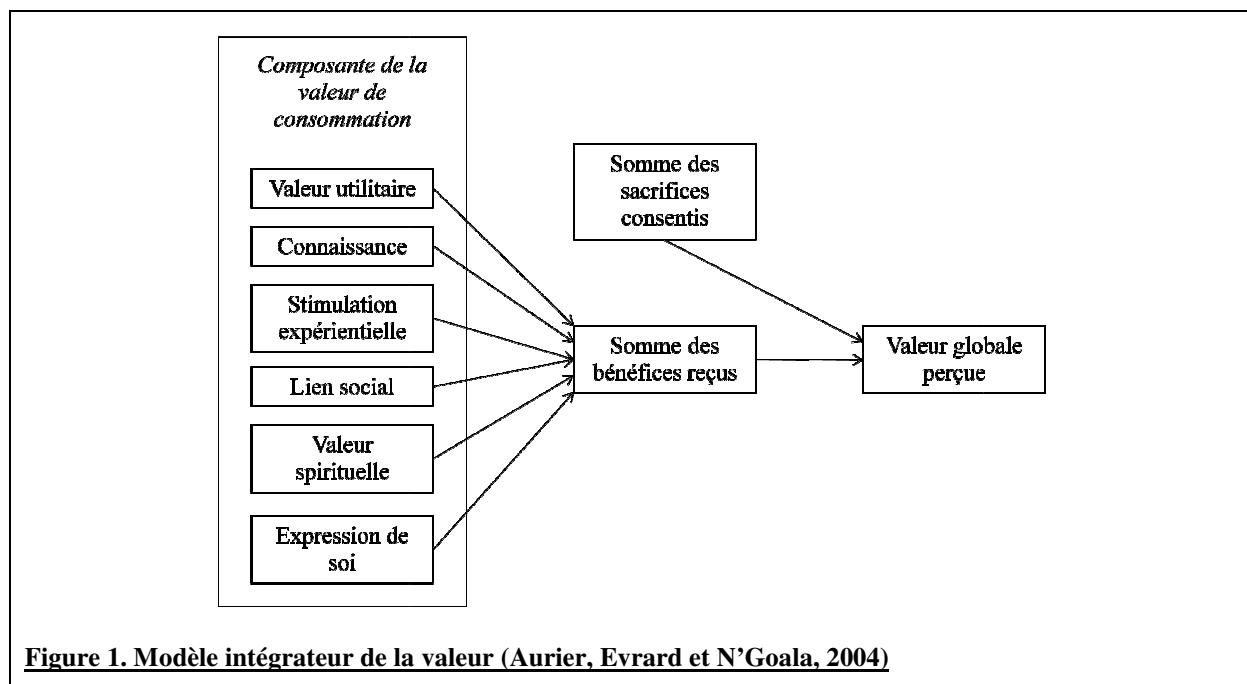 Composante de la
valeur de
consommation
Valeur utilitaire
Connaissance
Stimulation
expérientielle
Lien social
Valeur
spirituelle
Expression de
soi
Somme des
sacrifices
consentis
Somme des
bénéfices reçus
Valeur globale
perçue
Figure 1. Modèle intégrateur de la valeur (Aurier, Evrard et N’Goala, 2004)